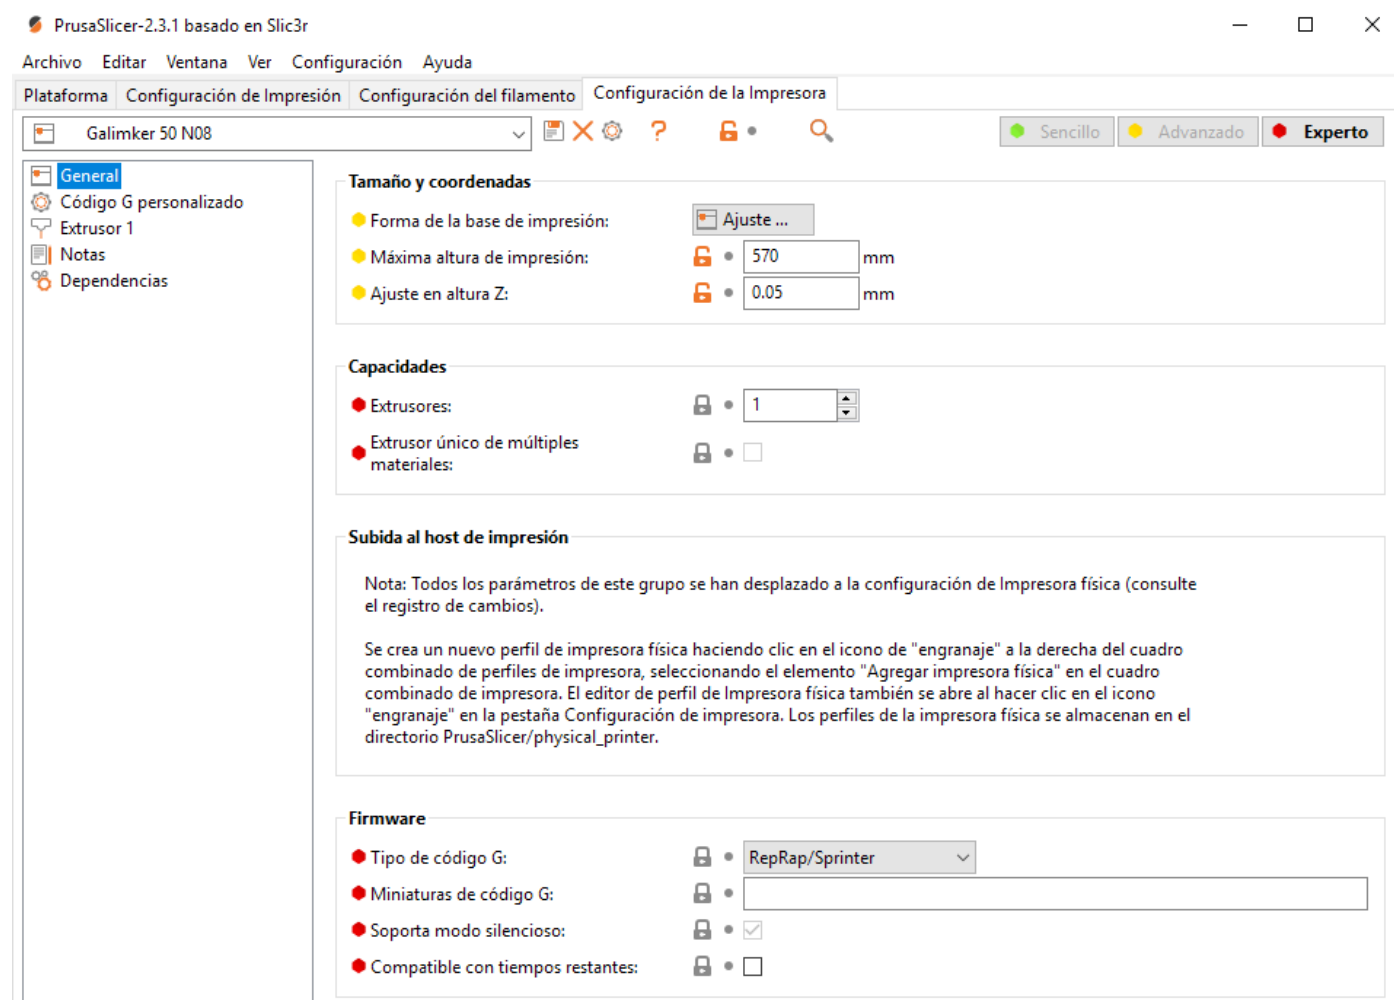 PrusaSlicer-2.3.1 basado en Slic3r
Archivo Editar Ventana Ver Configuración Ayuda
Plataforma Configuración de Impresión Configuración del filamento Configuración de la Impresora
Galimker 50 N08
Sencillo Advanzado Experto
General
Código G personalizado
Extrusor 1
Notas
Dependencias
Tamaño y coordenadas
Forma de la base de impresión: Ajuste ...
Máxima altura de impresión: 570 mm
Ajuste en altura Z: 0.05 mm
Capacidades
Extrusores: 1
Extrusor único de múltiples
materiales:
Subida al host de impresión
Nota: Todos los parámetros de este grupo se han desplazado a la configuración de Impresora física (consulte
el registro de cambios).
Se crea un nuevo perfil de impresora física haciendo clic en el icono de "engranaje" a la derecha del cuadro
combinado de perfiles de impresora, seleccionando el elemento "Agregar impresora física" en el cuadro
combinado de impresora. El editor de perfil de Impresora física también se abre al hacer clic en el icono
"engranaje" en la pestaña Configuración de impresora. Los perfiles de la impresora física se almacenan en el
directorio PrusaSlicer/physical_printer.
Firmware
Tipo de código G: RepRap/Sprinter
Miniaturas de código G:
Soporta modo silencioso:
Compatible con tiempos restantes: